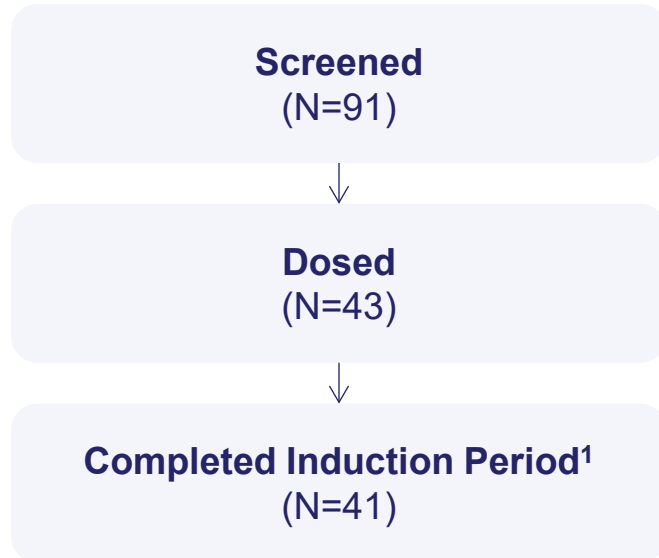 Screened
(N=91)
Dosed
(N=43)
Completed Induction Period¹
(N=41)